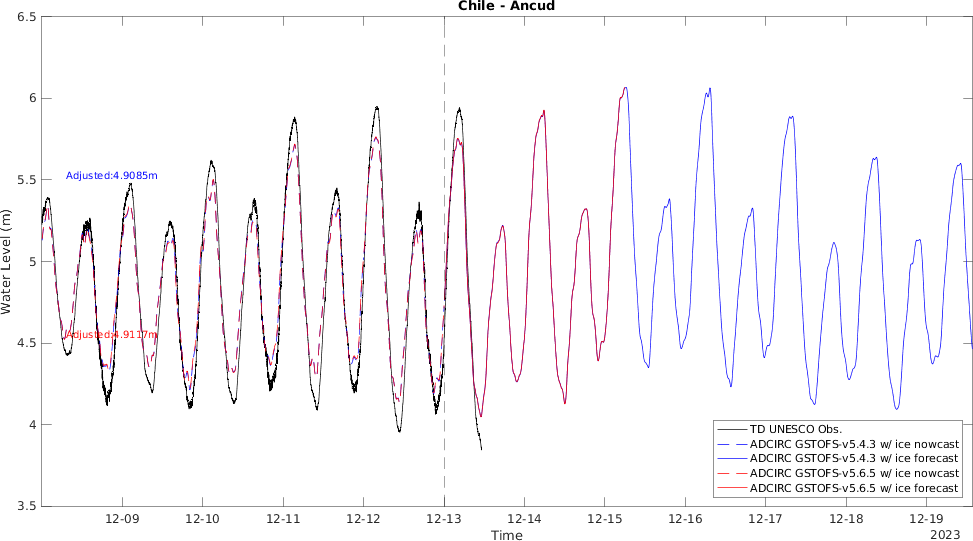 Chile - Ancud
6.5
6
5.5
5
4.5
4
3.5
Water Level (m)
Adjusted:4.9085m
Adjusted:4.9117m
TD UNESCO Obs.
ADCIRC GSTOFS-v5.4.3 w/ ice nowcast
ADCIRC GSTOFS-v5.4.3 w/ ice forecast
ADCIRC GSTOFS-v5.6.5 w/ ice nowcast
ADCIRC GSTOFS-v5.6.5 w/ ice forecast
12-09 12-10 12-11 12-12 12-13 12-14 12-15 12-16 12-17 12-18 12-19
Time
2023